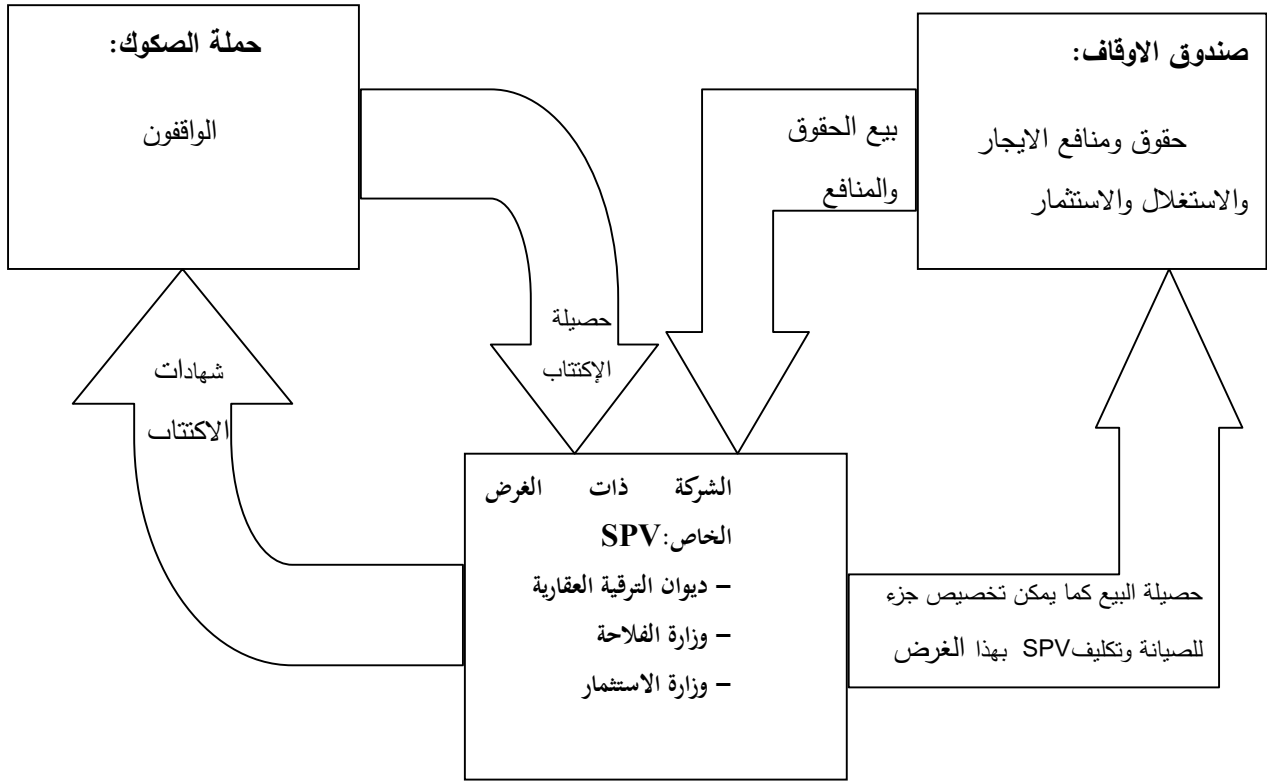 صندوق الاوقاف:
حقوق ومنافع الايجار
والاستغلال والاستثمار
حملة الصكوك:
الواقفون
بيع الحقوق
والمنافع
حصيلة
الإكتتاب
شهادات
الاكتتاب
الشركة ذات الغرض
الخاص:SPV
– ديوان الترقية العقارية
– وزارة الفلاحة
– وزارة الاستثمار
حصيلة البيع كما يمكن تخصيص جزء
للصيانة وتكليفSPV بهذا الغرض